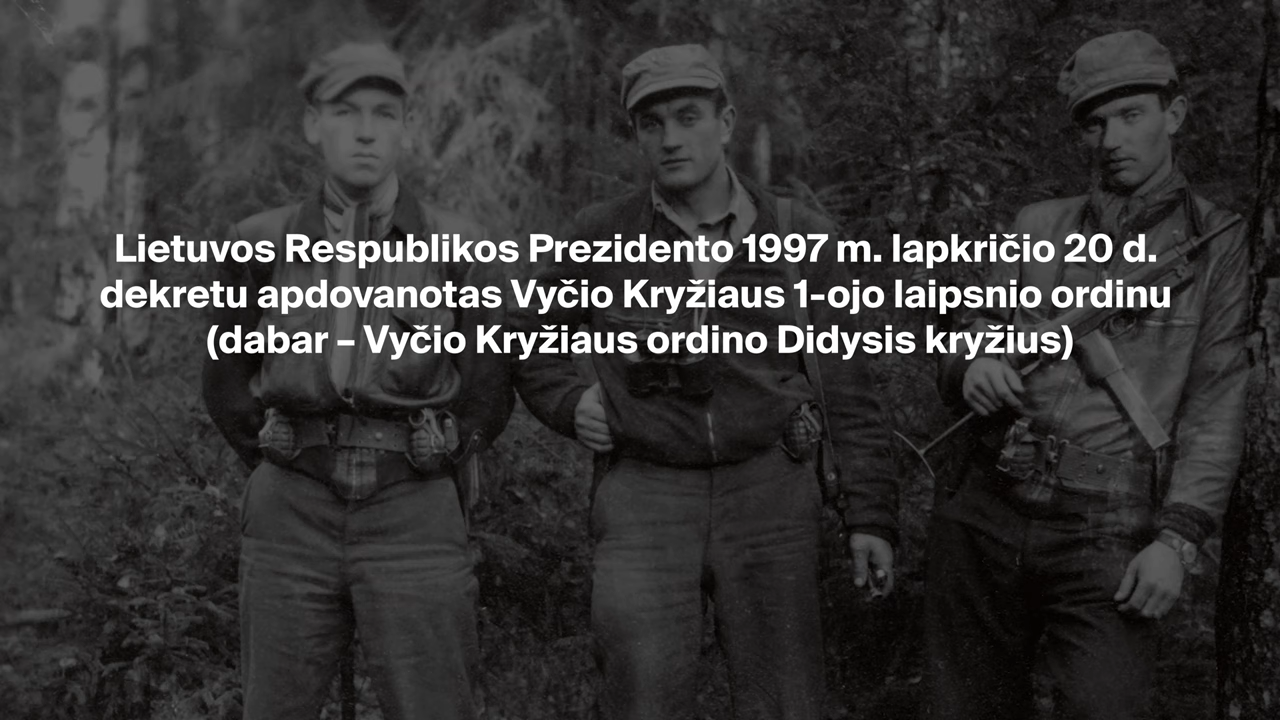 Lietuvos Respublikos Prezidento 1997 m. lapkričio 20 d.
dekretu apdovanotas Vyčio Kryžiaus 1-ojo laipsnio ordinu
(dabar – Vyčio Kryžiaus ordino Didysis kryžius)